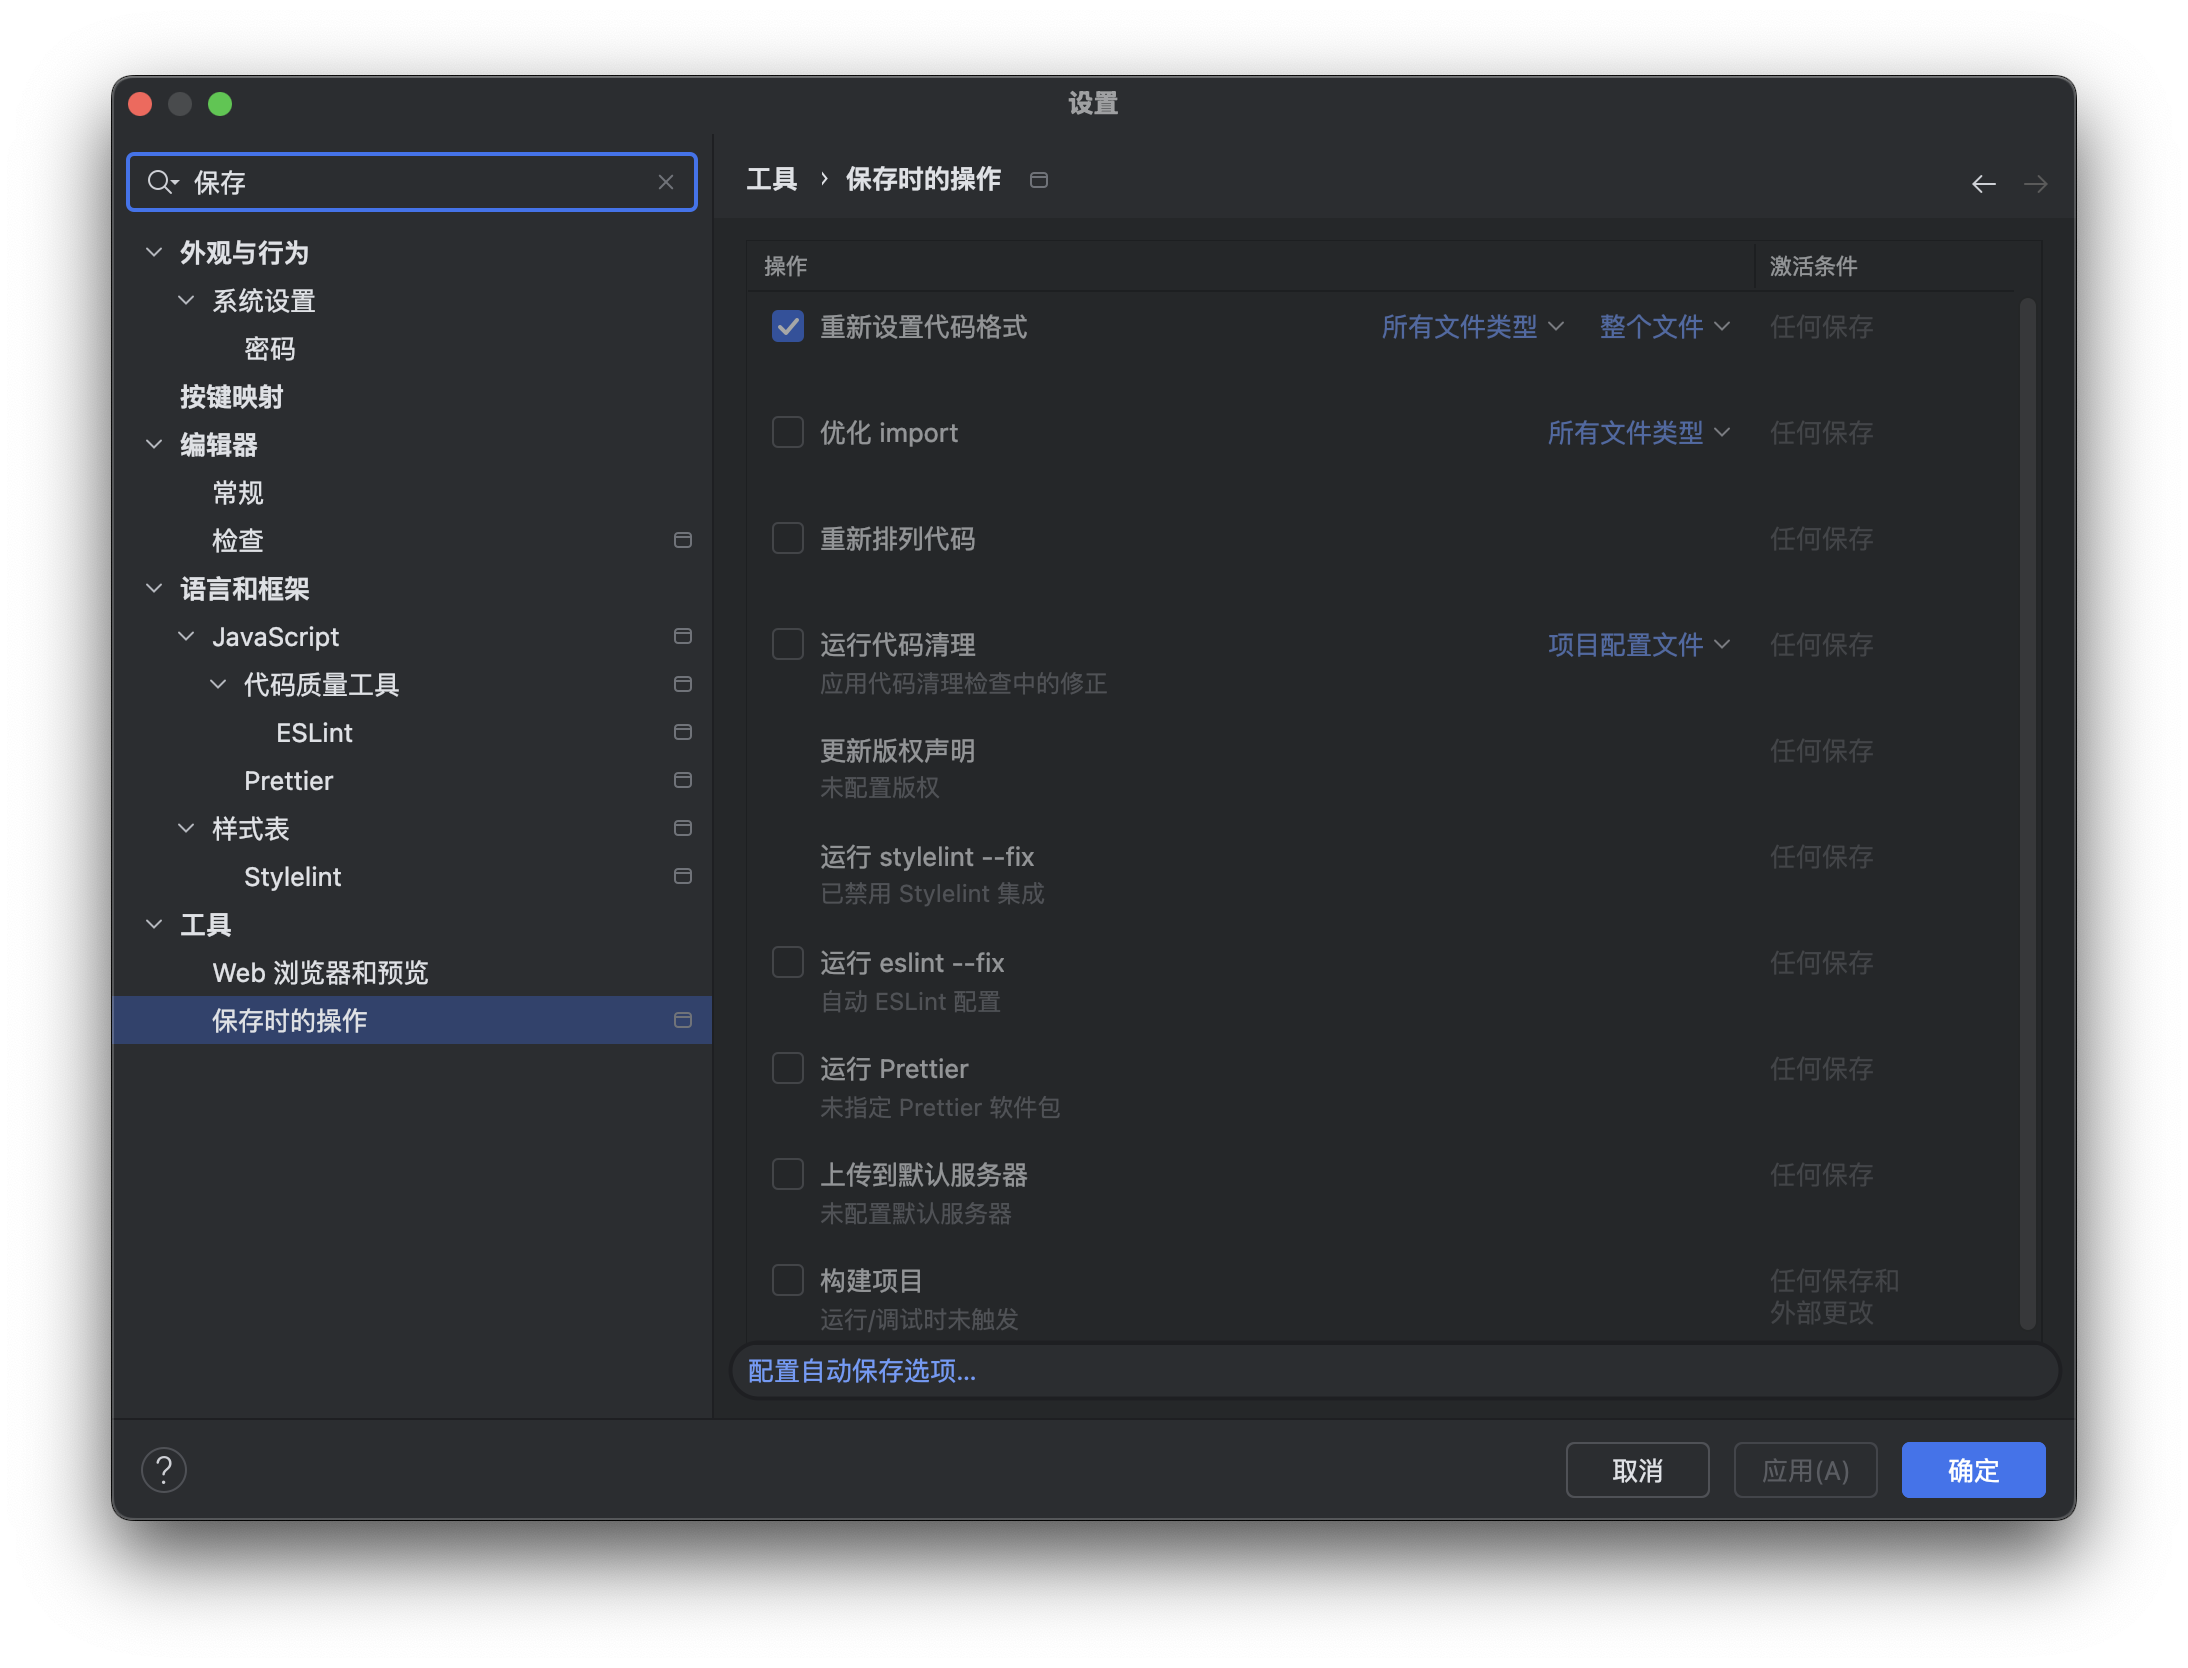 设置
保存
外观与行为
系统设置
密码
按键映射
编辑器
常规
检查
语言和框架
JavaScript
代码质量工具
ESLint
Prettier
样式表
Stylelint
工具
Web 浏览器和预览
保存时的操作
工具 › 保存时的操作
操作 激活条件
重新设置代码格式 所有文件类型 整个文件 任何保存
优化 import 所有文件类型 任何保存
重新排列代码 任何保存
运行代码清理 项目配置文件 任何保存
应用代码清理检查中的修正
更新版权声明 任何保存
未配置版权
运行 stylelint --fix 任何保存
已禁用 Stylelint 集成
运行 eslint --fix 任何保存
自动 ESLint 配置
运行 Prettier 任何保存
未指定 Prettier 软件包
上传到默认服务器 任何保存
未配置默认服务器
构建项目 任何保存和
运行/调试时未触发 外部更改
配置自动保存选项...
? 取消 应用(A) 确定